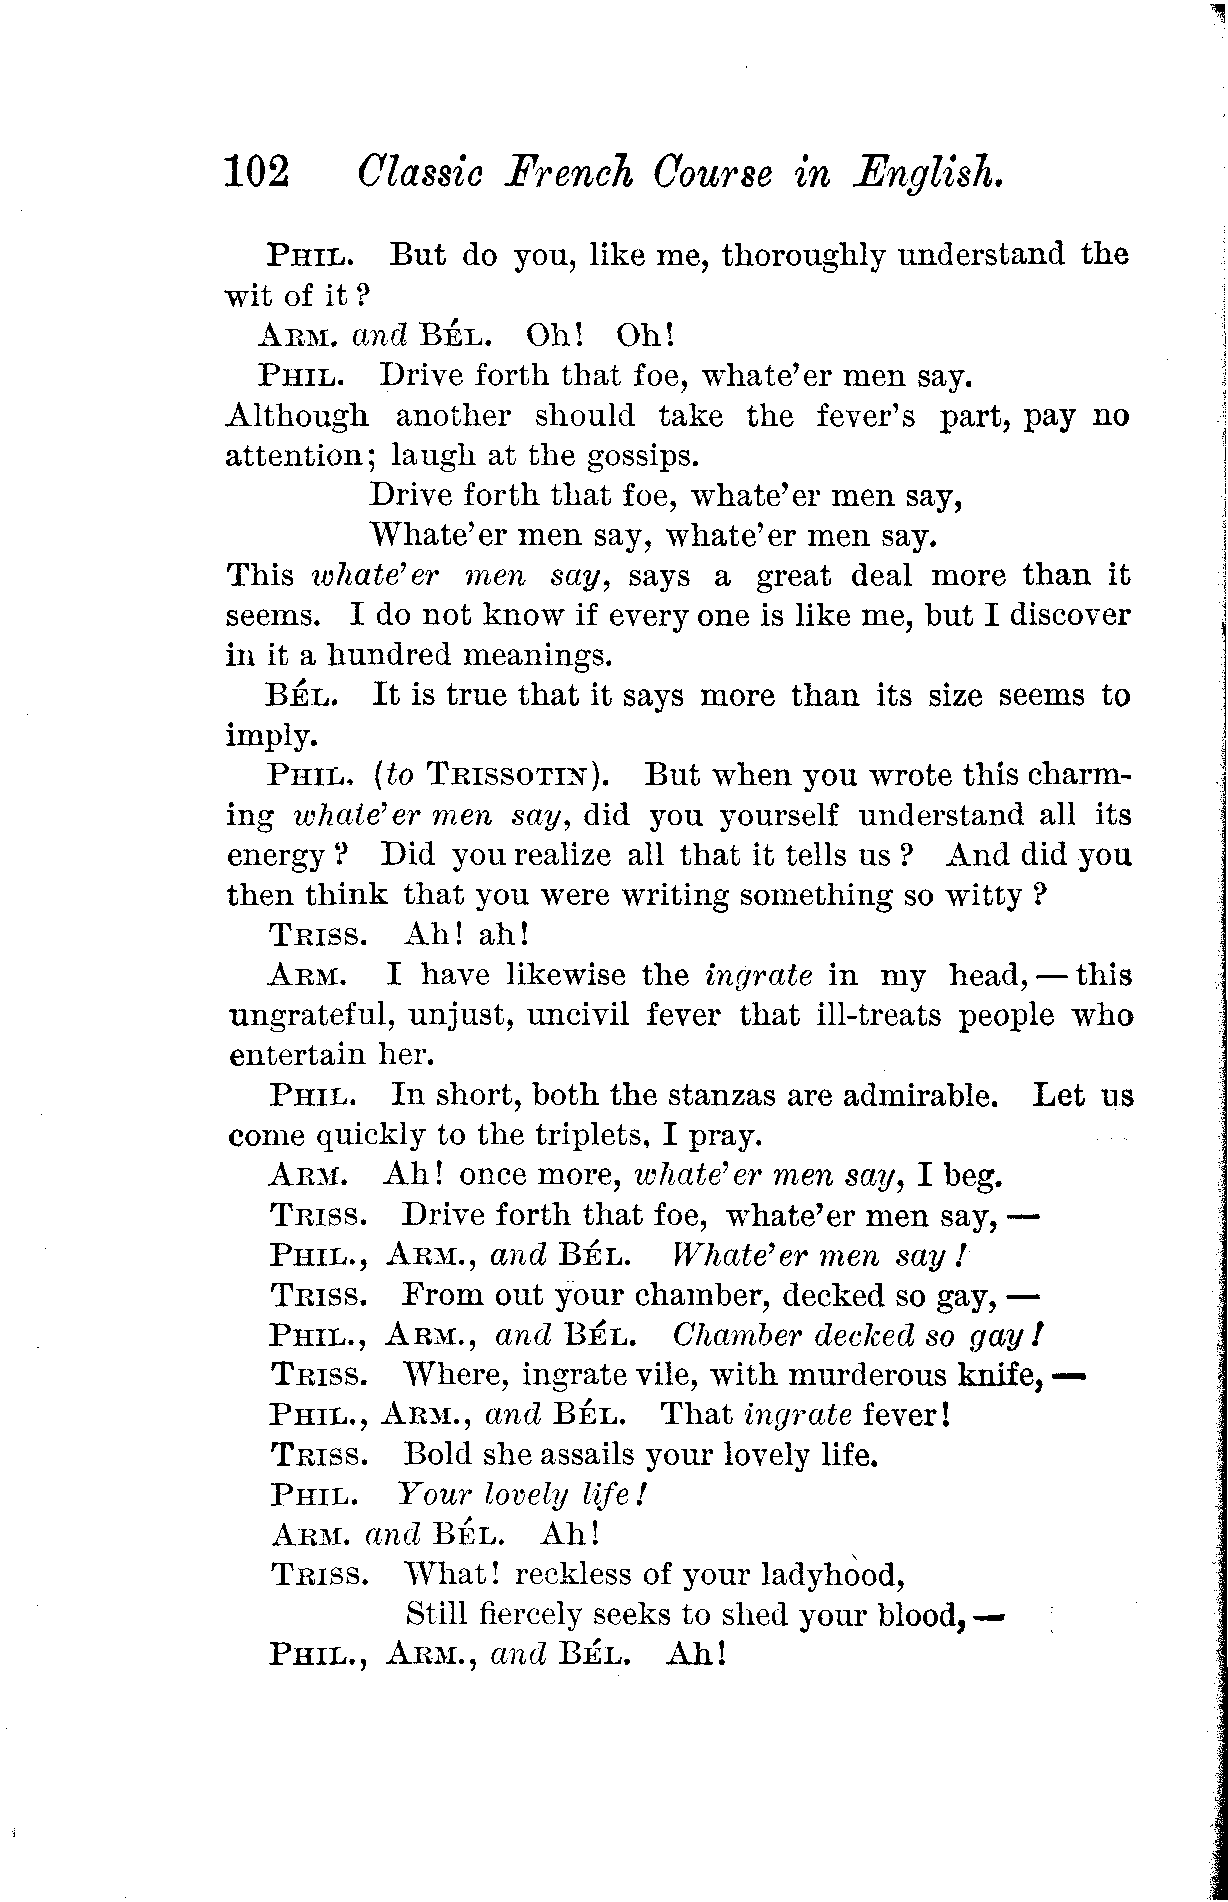 102 Classic French Course in English.
PHIL. But do you, like me, thoroughly understand the
wit of it?
ARM. and BÉL. Oh! Oh!
PHIL. Drive forth that foe, whate'er men say.
Although another should take the fever's part, pay no
attention; laugh at the gossips.
Drive forth that foe, whate'er men say,
Whate'er men say, whate'er men say.
This whate'er men say, says a great deal more than it
seems. I do not know if every one is like me, but I discover
in it a hundred meanings.
BÉL. It is true that it says more than its size seems to
imply.
PHIL. (to TRISSOTIN). But when you wrote this charm-
ing whate'er men say, did you yourself understand all its
energy? Did you realize all that it tells us? And did you
then think that you were writing something so witty?
TRISS. Ah! ah!
ARM. I have likewise the ingrate in my head,—this
ungrateful, unjust, uncivil fever that ill-treats people who
entertain her.
PHIL. In short, both the stanzas are admirable. Let us
come quickly to the triplets, I pray.
ARM. Ah! once more, whate'er men say, I beg.
TRISS. Drive forth that foe, whate'er men say,—
PHIL., ARM., and BÉL. Whate'er men say!
TRISS. From out your chamber, decked so gay,—
PHIL., ARM., and BÉL. Chamber decked so gay!
TRISS. Where, ingrate vile, with murderous knife,—
PHIL., ARM., and BÉL. That ingrate fever!
TRISS. Bold she assails your lovely life.
PHIL. Your lovely life!
ARM. and BÉL. Ah!
TRISS. What! reckless of your ladyhood,
Still fiercely seeks to shed your blood,—
PHIL., ARM., and BÉL. Ah!